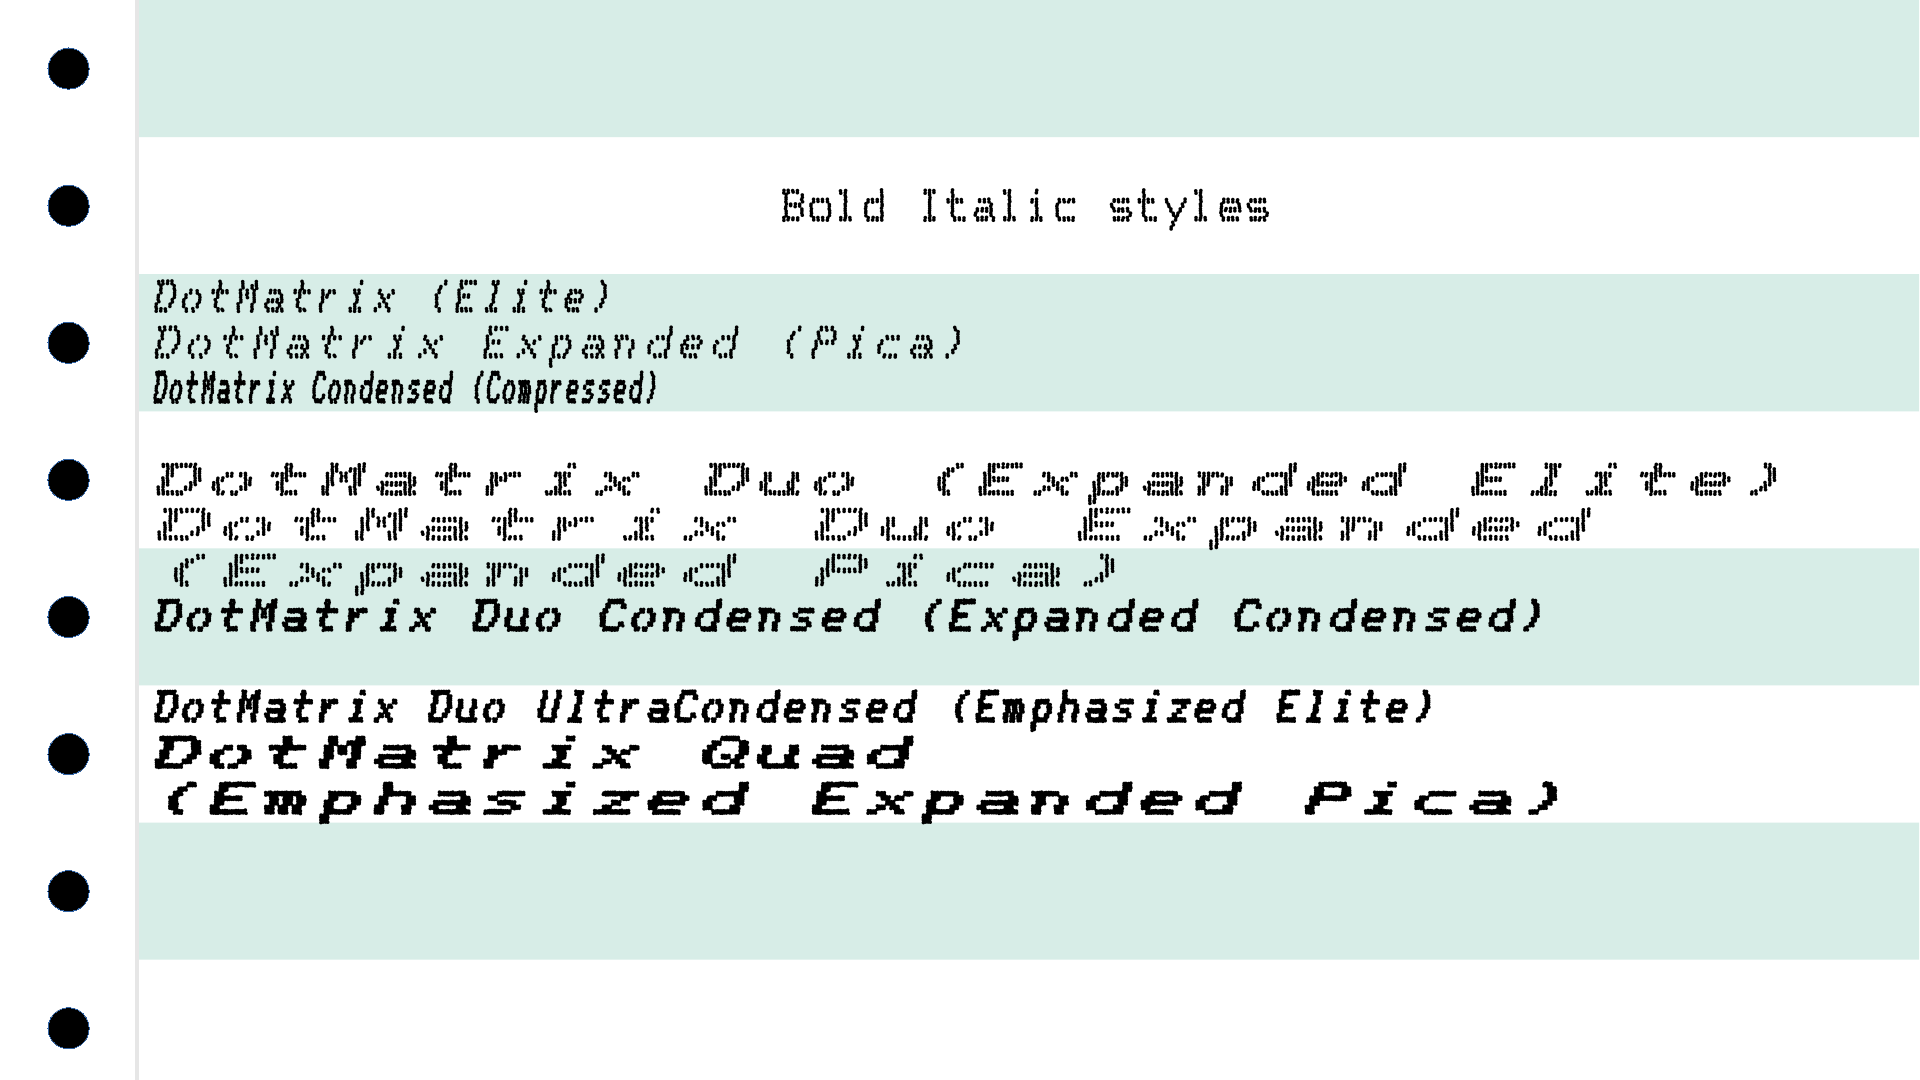 Bold Italic styles
DotMatrix (Elite)
DotMatrix Expanded (Pica)
DotMatrix Condensed (Compressed)
DotMatrix Duo (Expanded Elite)
DotMatrix Duo Expanded
(Expanded Pica)
DotMatrix Duo Condensed (Expanded Condensed)
DotMatrix Duo UltraCondensed (Emphasized Elite)
DotMatrix Quad
(Emphasized Expanded Pica)